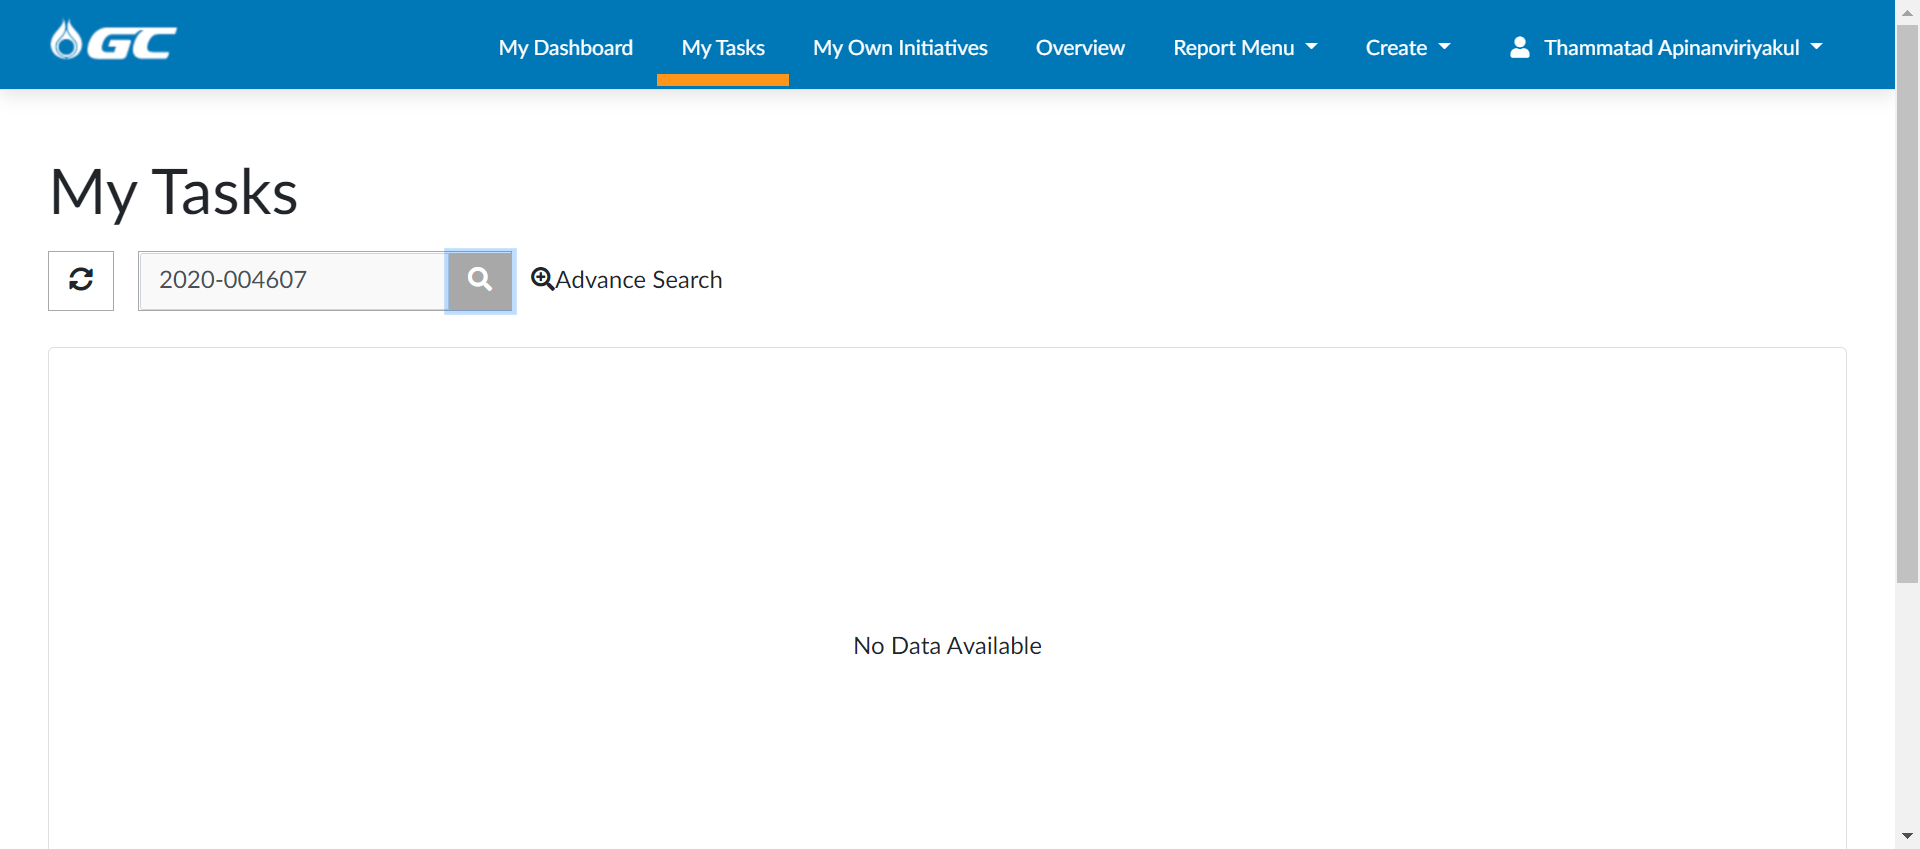 GC
My Dashboard
My Tasks
My Own Initiatives
Overview
Report Menu
Create
Thammatad Apinanviriyakul
My Tasks
2020-004607
Advance Search
No Data Available